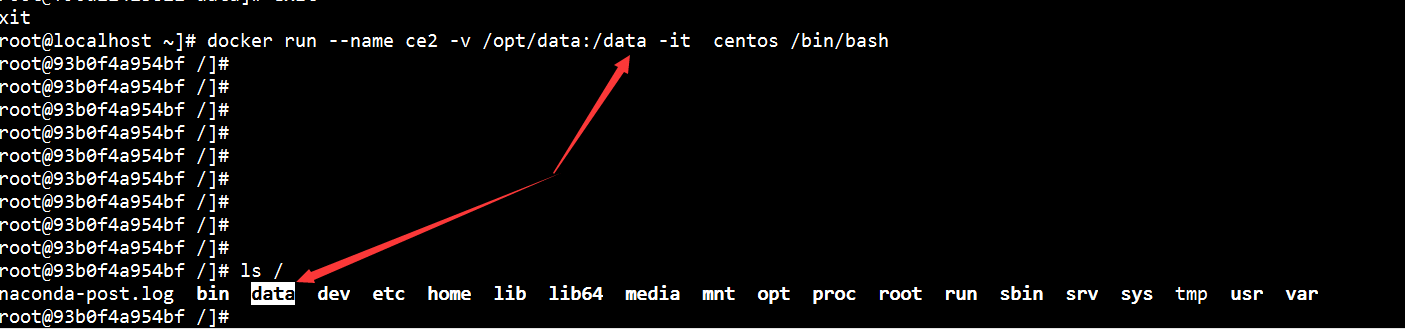 xit
root@localhost ~]# docker run --name ce2 -v /opt/data:/data -it  centos /bin/bash
root@93b0f4a954bf /]#
root@93b0f4a954bf /]#
root@93b0f4a954bf /]#
root@93b0f4a954bf /]#
root@93b0f4a954bf /]#
root@93b0f4a954bf /]#
root@93b0f4a954bf /]#
root@93b0f4a954bf /]#
root@93b0f4a954bf /]#
root@93b0f4a954bf /]# ls /
naconda-post.log  bin  data  dev  etc  home  lib  lib64  media  mnt  opt  proc  root  run  sbin  srv  sys  tmp  usr  var
root@93b0f4a954bf /]#